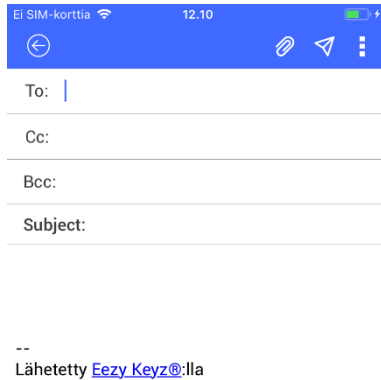 Ei SIM-korttia 12.10
To:
Cc:
Bcc:
Subject:
--
Lähetetty Eezy Keyz®:lla